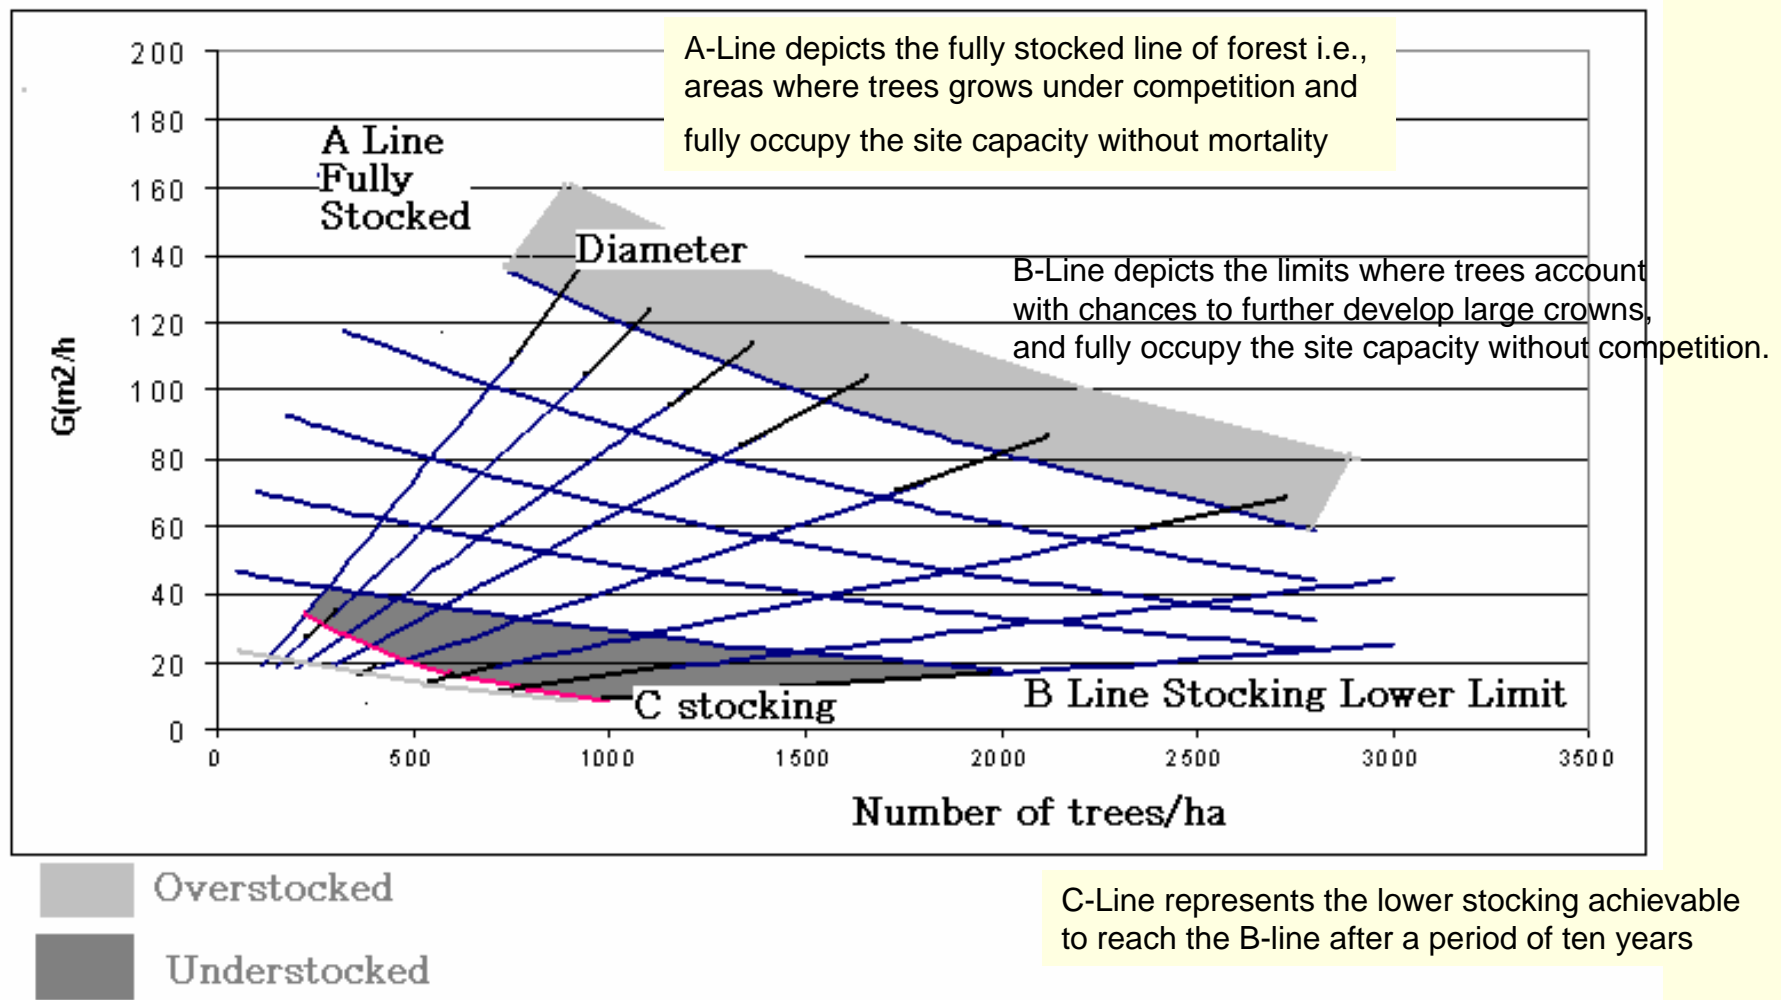 A-Line depicts the fully stocked line of forest i.e.,
areas where trees grows under competition and
fully occupy the site capacity without mortality
200
180
160
140
120
100
80
60
40
20
0
G(m2/h
A Line
Fully
Stocked
Diameter
B-Line depicts the limits where trees account
with chances to further develop large crowns,
and fully occupy the site capacity without competition.
C stocking
B Line Stocking Lower Limit
0
500
1000
1500
2000
2500
3000
3500
Number of trees/ha
Overstocked
Understocked
C-Line represents the lower stocking achievable
to reach the B-line after a period of ten years